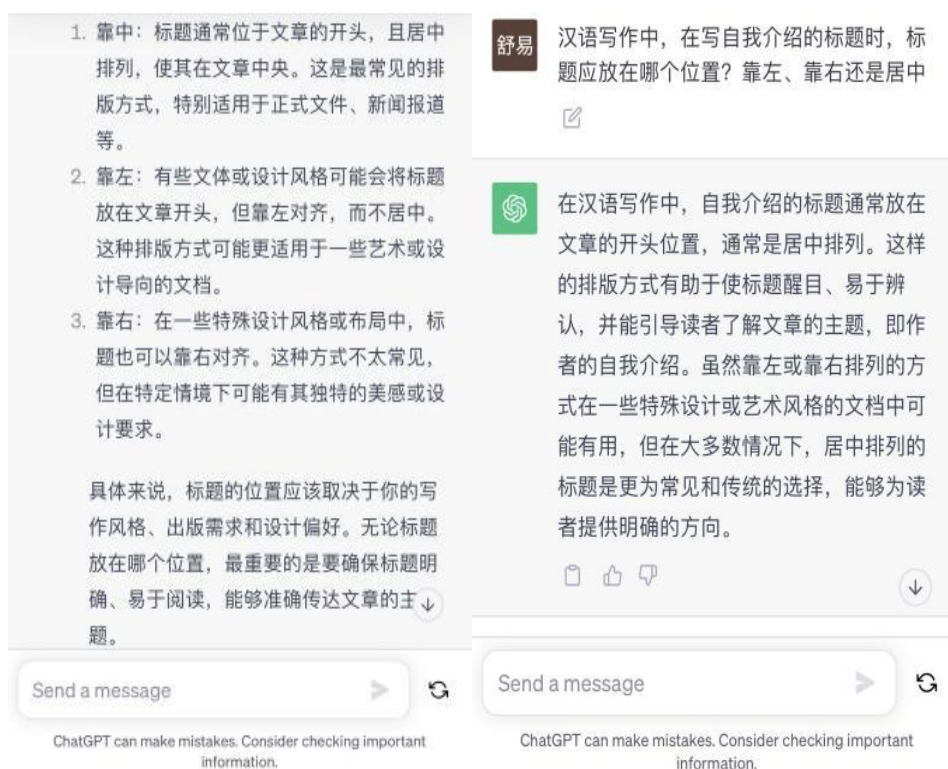 1. 靠中：标题通常位于文章的开头，且居中
排列，使其在文章中央。这是最常见的排
版方式，特别适用于正式文件、新闻报道
等。
2. 靠左：有些文体或设计风格可能会将标题
放在文章开头，但靠左对齐，而不居中。
这种排版方式可能更适用于一些艺术或设
计导向的文档。
3. 靠右：在一些特殊设计风格或布局中，标
题也可以靠右对齐。这种方式不太常见，
但在特定情境下可能有其独特的美感或设
计要求。
具体来说，标题的位置应该取决于你的写
作风格、出版需求和设计偏好。无论标题
放在哪个位置，最重要的是要确保标题明
确、易于阅读，能够准确传达文章的主
题。
Send a message
ChatGPT can make mistakes. Consider checking important
information.
舒易
汉语写作中，在写自我介绍的标题时，标
题应放在哪个位置？靠左、靠右还是居中
在汉语写作中，自我介绍的标题通常放在
文章的开头位置，通常是居中排列。这样
的排版方式有助于使标题醒目、易于辨
认，并能引导读者了解文章的主题，即作
者的自我介绍。虽然靠左或靠右排列的方
式在一些特殊设计或艺术风格的文档中可
能有用，但在大多数情况下，居中排列的
标题是更为常见和传统的选择，能够为读
者提供明确的方向。
Send a message
ChatGPT can make mistakes. Consider checking important
information.